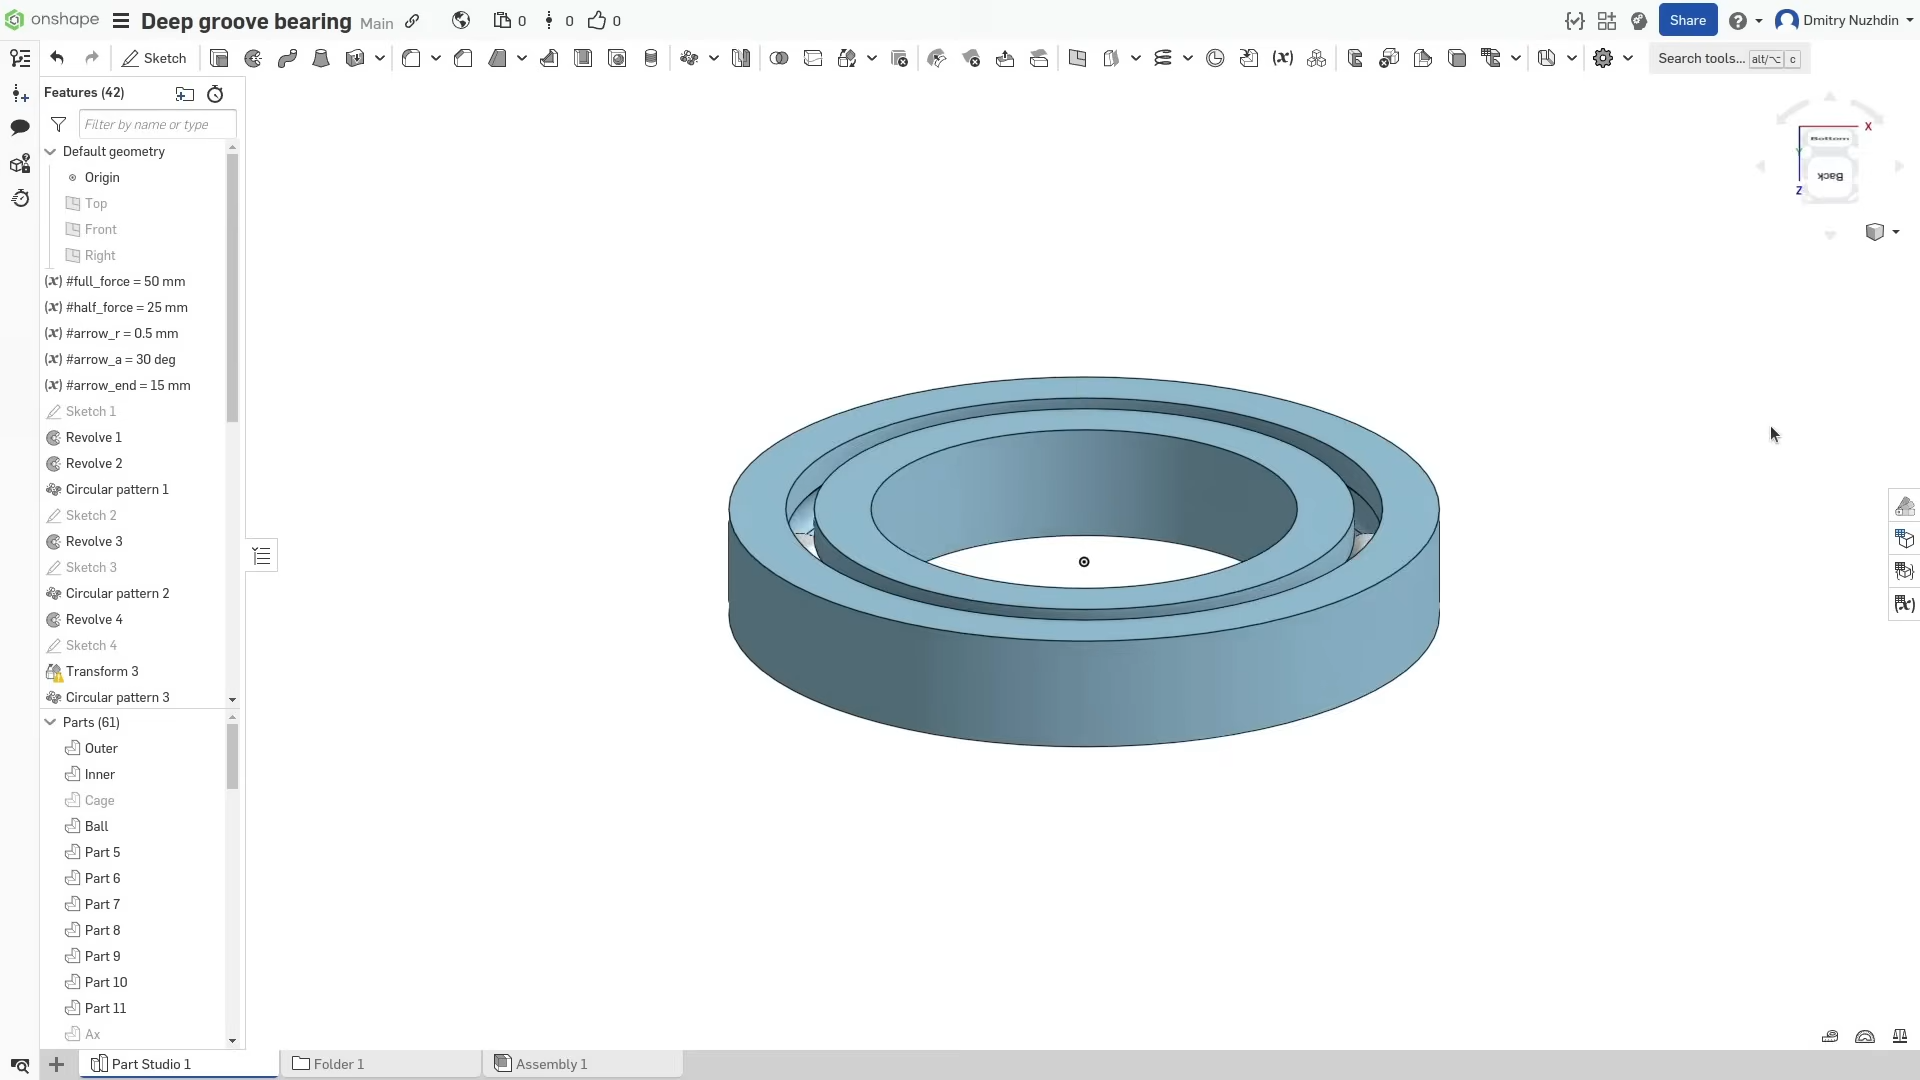 onshape
Deep groove bearing Main
0 0 0
Share
Dmitry Nuzhdin
Sketch
Search tools... alt/⌥ c
Features (42)
Filter by name or type
Default geometry
Origin
Top
Front
Right
(x) #full_force = 50 mm
(x) #half_force = 25 mm
(x) #arrow_r = 0.5 mm
(x) #arrow_a = 30 deg
(x) #arrow_end = 15 mm
Sketch 1
Revolve 1
Revolve 2
Circular pattern 1
Sketch 2
Revolve 3
Sketch 3
Circular pattern 2
Revolve 4
Sketch 4
Transform 3
Circular pattern 3
Parts (61)
Outer
Inner
Cage
Ball
Part 5
Part 6
Part 7
Part 8
Part 9
Part 10
Part 11
Ax
X
Bottom
Y
Back
Z
Part Studio 1
Folder 1
Assembly 1